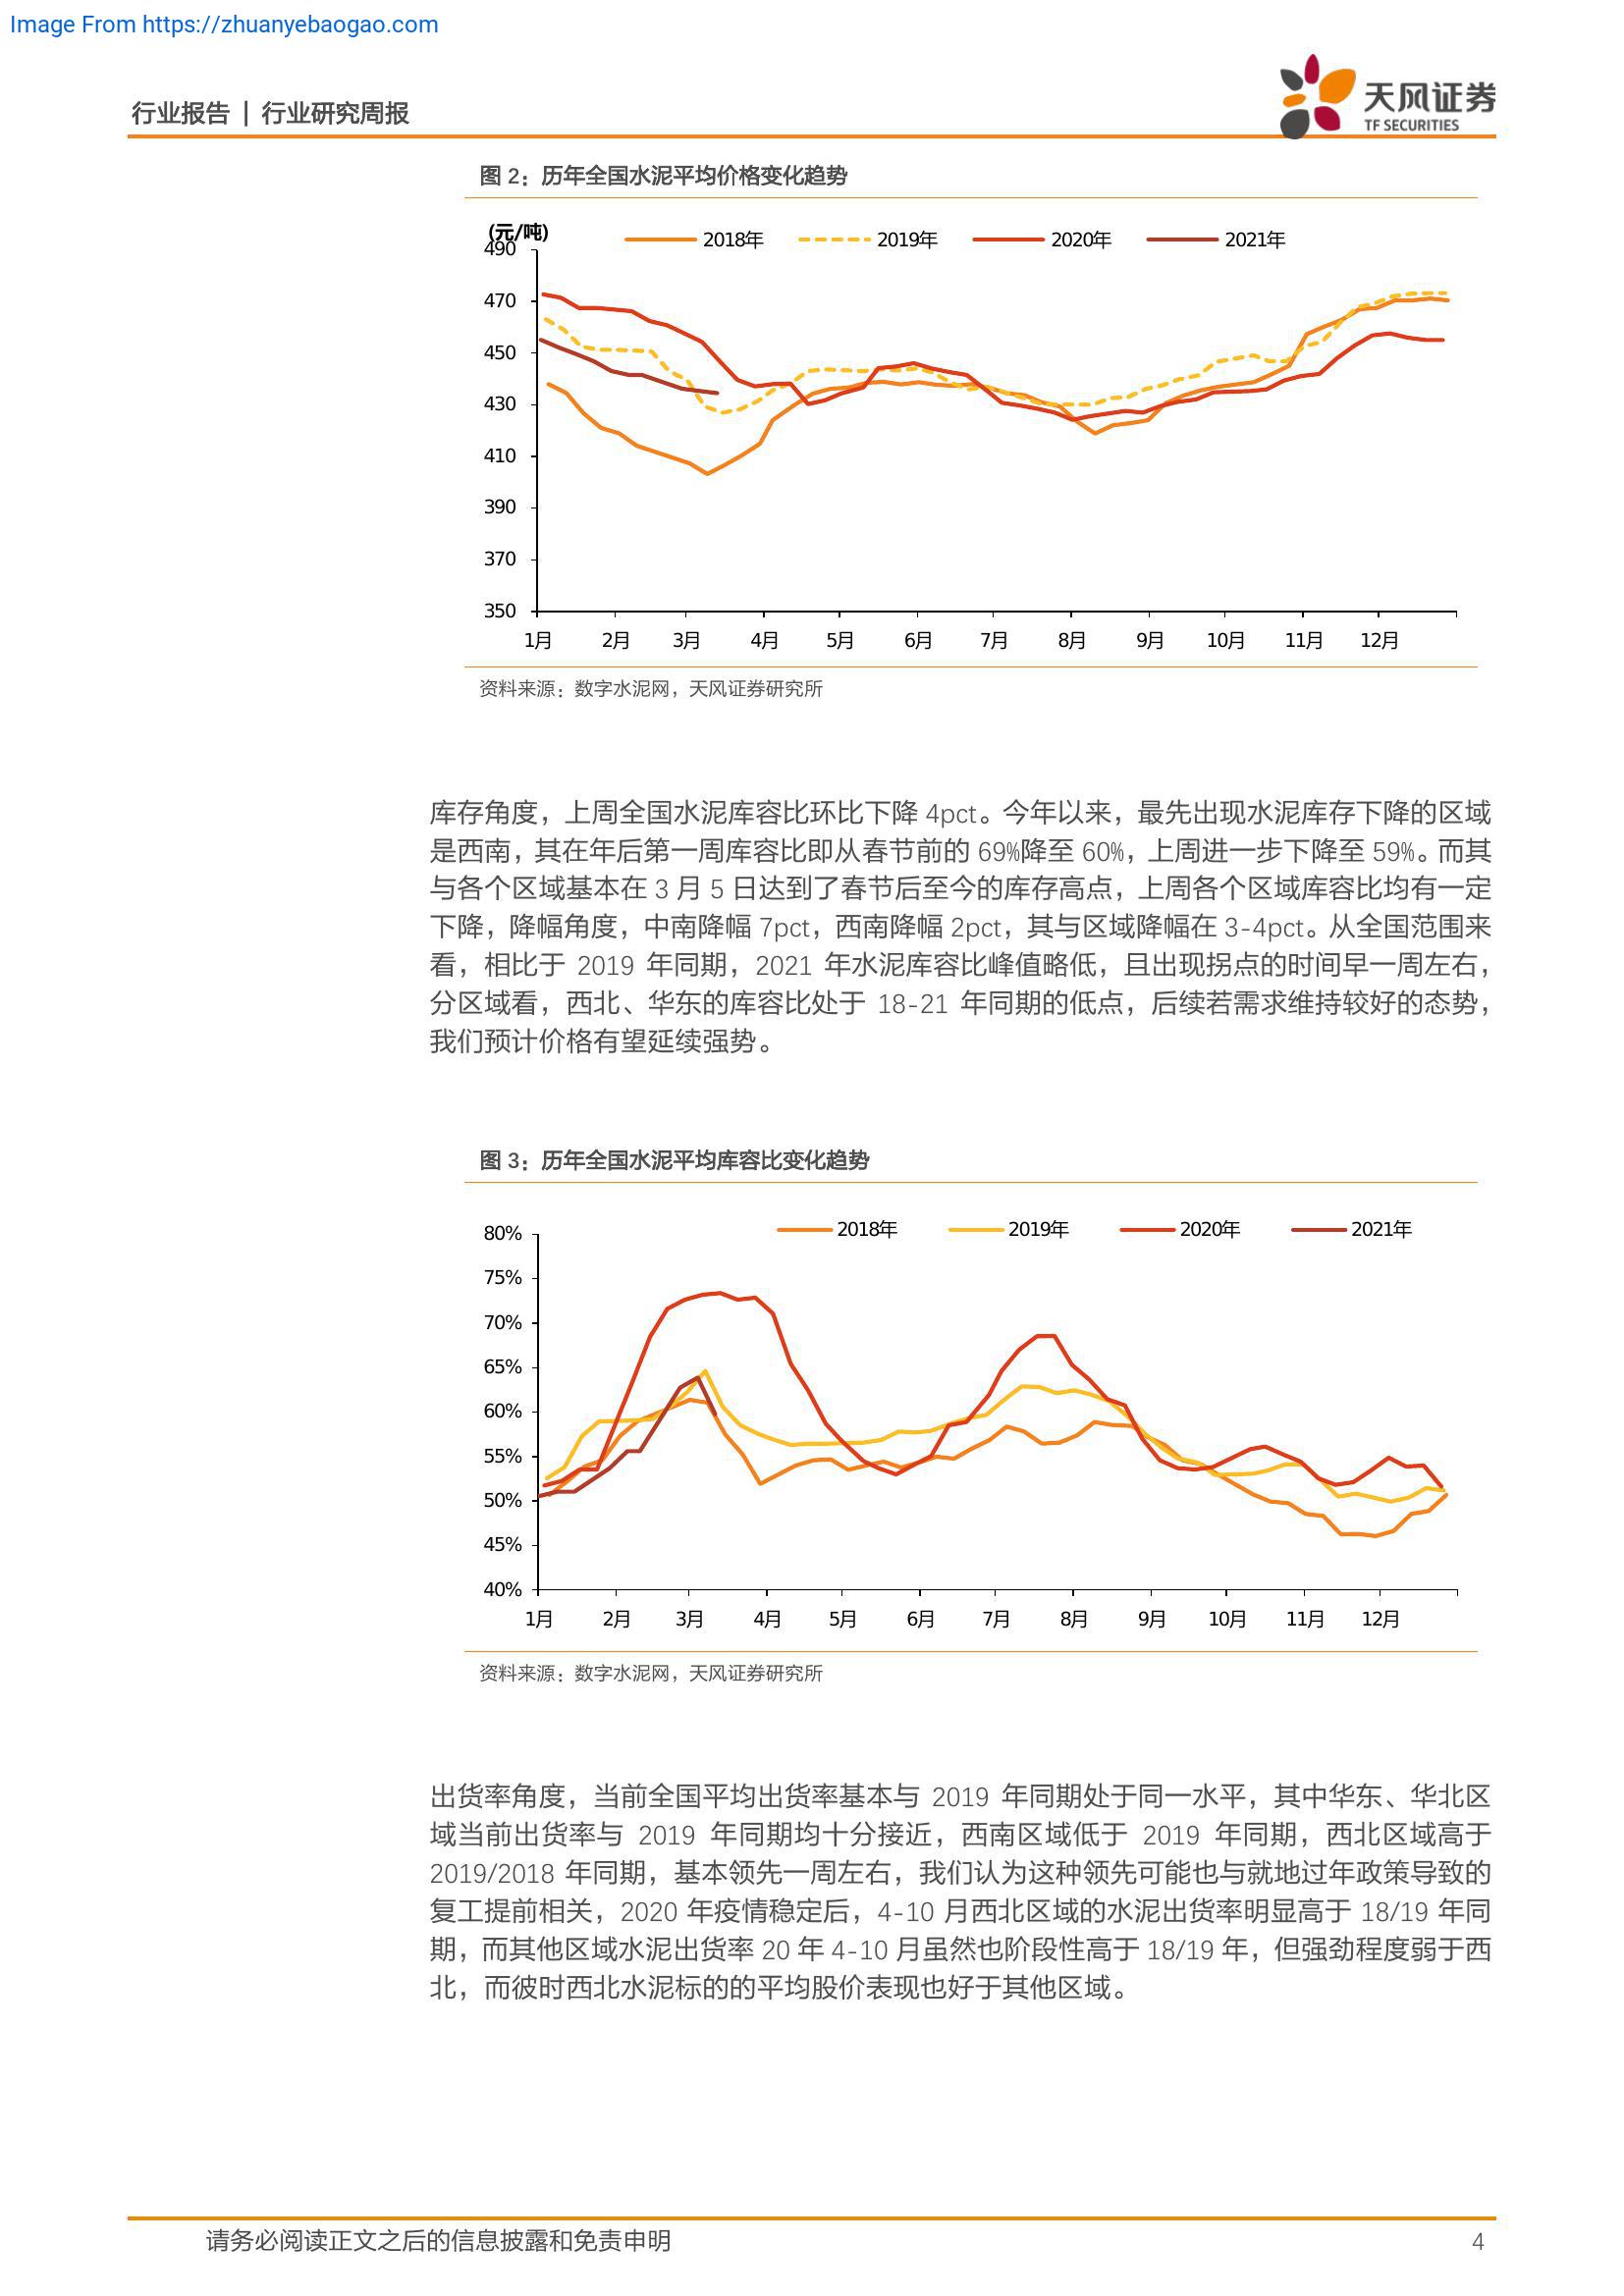 Image From https://zhuanyebaogao.com
行业报告 | 行业研究周报
天风证券
TF SECURITIES
图 2：历年全国水泥平均价格变化趋势
(元/吨)
2018年 2019年 2020年 2021年
490
470
450
430
410
390
370
350
1月 2月 3月 4月 5月 6月 7月 8月 9月 10月 11月 12月
资料来源：数字水泥网，天风证券研究所
库存角度，上周全国水泥库容比环比下降 4pct。今年以来，最先出现水泥库存下降的区域
是西南，其在年后第一周库容比即从春节前的 69%降至 60%，上周进一步下降至 59%。而其
与各个区域基本在 3 月 5 日达到了春节后至今的库存高点，上周各个区域库容比均有一定
下降，降幅角度，中南降幅 7pct，西南降幅 2pct，其与区域降幅在 3-4pct。从全国范围来
看，相比于 2019 年同期，2021 年水泥库容比峰值略低，且出现拐点的时间早一周左右，
分区域看，西北、华东的库容比处于 18-21 年同期的低点，后续若需求维持较好的态势，
我们预计价格有望延续强势。
图 3：历年全国水泥平均库容比变化趋势
2018年 2019年 2020年 2021年
80%
75%
70%
65%
60%
55%
50%
45%
40%
1月 2月 3月 4月 5月 6月 7月 8月 9月 10月 11月 12月
资料来源：数字水泥网，天风证券研究所
出货率角度，当前全国平均出货率基本与 2019 年同期处于同一水平，其中华东、华北区
域当前出货率与 2019 年同期均十分接近，西南区域低于 2019 年同期，西北区域高于
2019/2018 年同期，基本领先一周左右，我们认为这种领先可能也与就地过年政策导致的
复工提前相关，2020 年疫情稳定后，4-10 月西北区域的水泥出货率明显高于 18/19 年同
期，而其他区域水泥出货率 20 年 4-10 月虽然也阶段性高于 18/19 年，但强劲程度弱于西
北，而彼时西北水泥标的的平均股价表现也好于其他区域。
请务必阅读正文之后的信息披露和免责申明
4